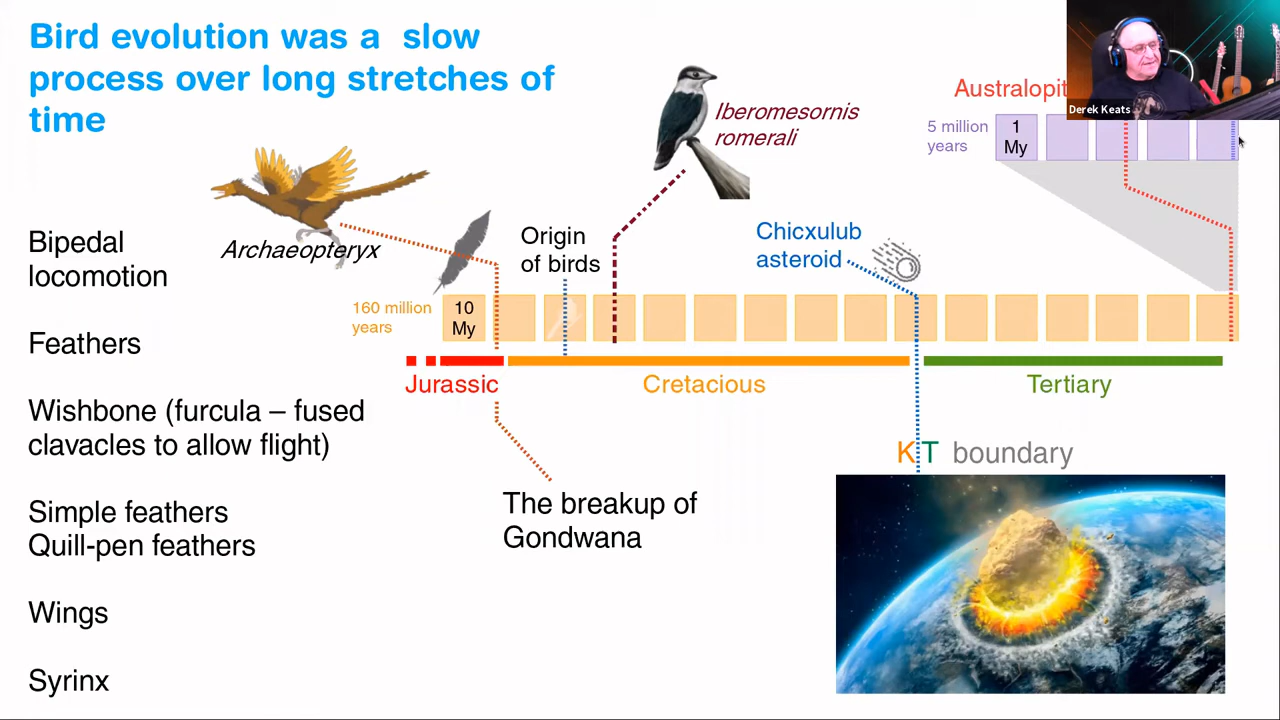 Bird evolution was a slow
process over long stretches of
time
Derek Keats
Iberomesornis
romerali
5 million
years
1
My
Archaeopteryx
Bipedal
locomotion
Feathers
Wishbone (furcula – fused
clavacles to allow flight)
Simple feathers
Quill-pen feathers
Wings
Syrinx
Origin
of birds
Chicxulub
asteroid
160 million
years
10
My
Jurassic
Cretacious
Tertiary
KT boundary
The breakup of
Gondwana